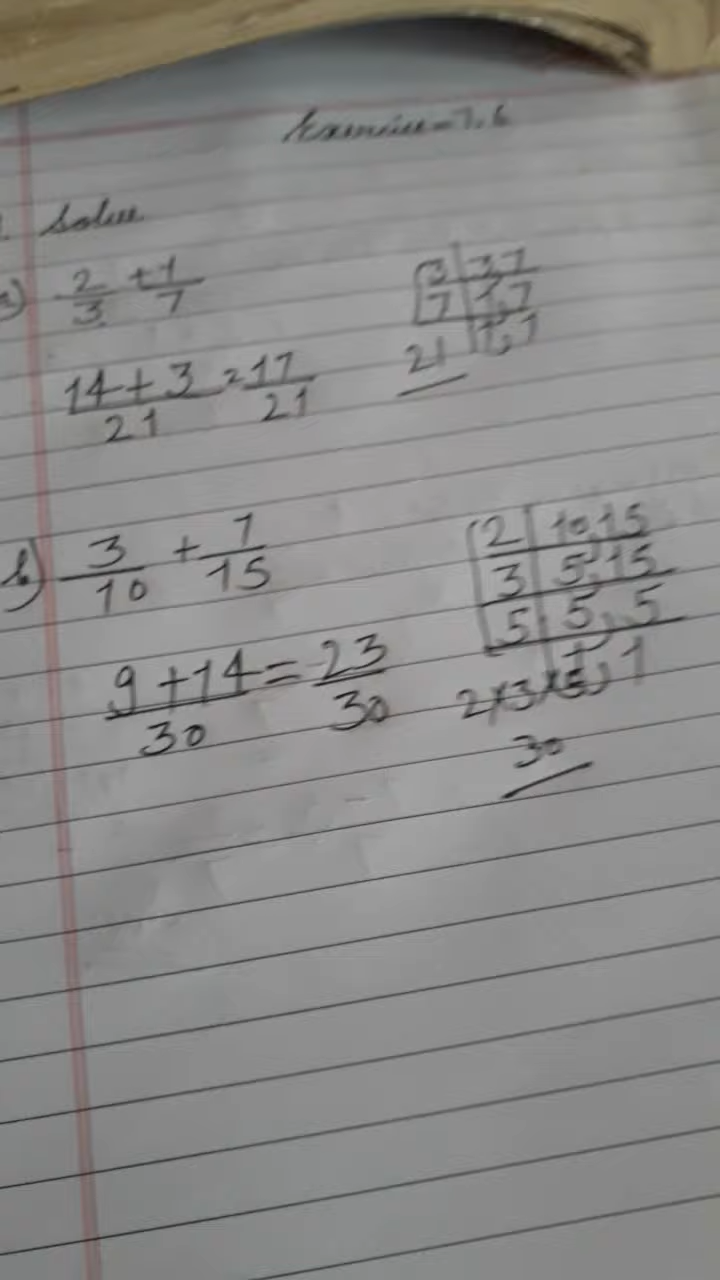 Exercise-7.6
1. Solve
a) 2/3 + 1/7
14+3/21 = 17/21
3 | 3,7
7 | 1,7
1,1
21
b) 3/10 + 7/15
9+14/30 = 23/30
2 | 10,15
3 | 5,15
5 | 5,5
1,1
2×3×5
30